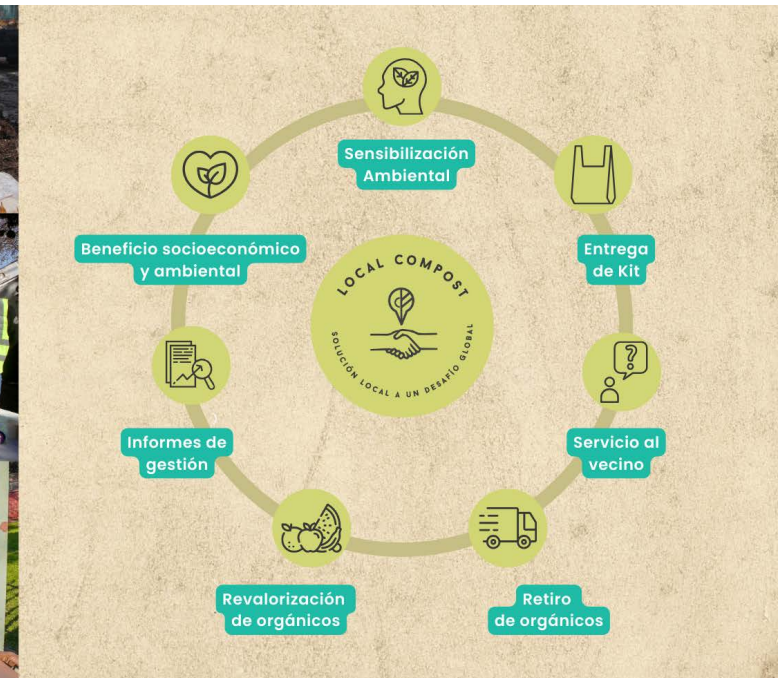 Sensibilización
Ambiental
Entrega
de Kit
Servicio al
vecino
Retiro
de orgánicos
Revalorización
de orgánicos
Informes de
gestión
Beneficio socioeconómico
y ambiental
LOCAL COMPOST
SOLUCIÓN LOCAL A UN DESAFÍO GLOBAL
?